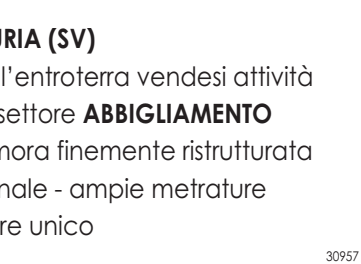 URIA (SV)
l'entroterra vendesi attività
settore ABBIGLIAMENTO
mora finemente ristrutturata
nale - ampie metrature
re unico
30957